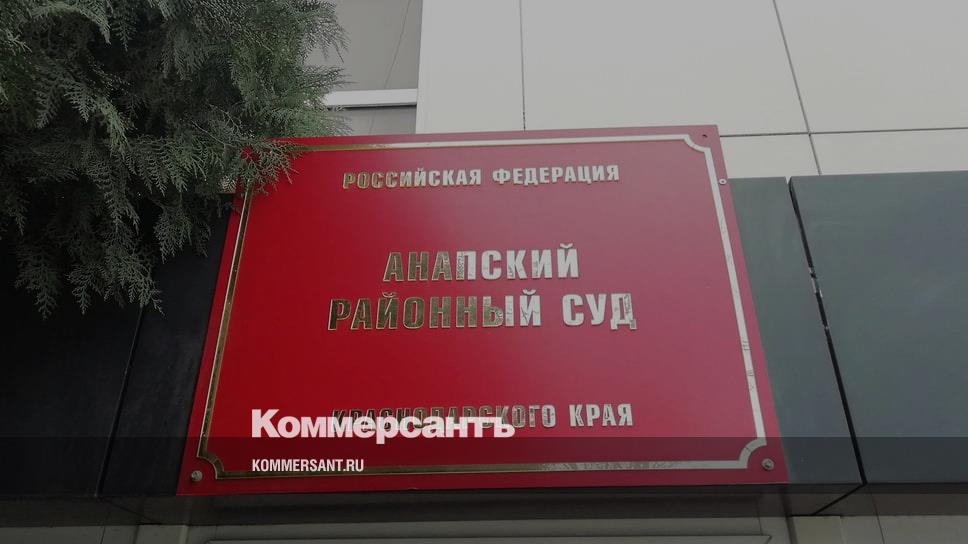 РОССИЙСКАЯ ФЕДЕРАЦИЯ
АНАПСКИЙ
РАЙОННЫЙ СУД
КРАСНОДАРСКОГО КРАЯ
Коммерсантъ
KOMMERSANT.RU